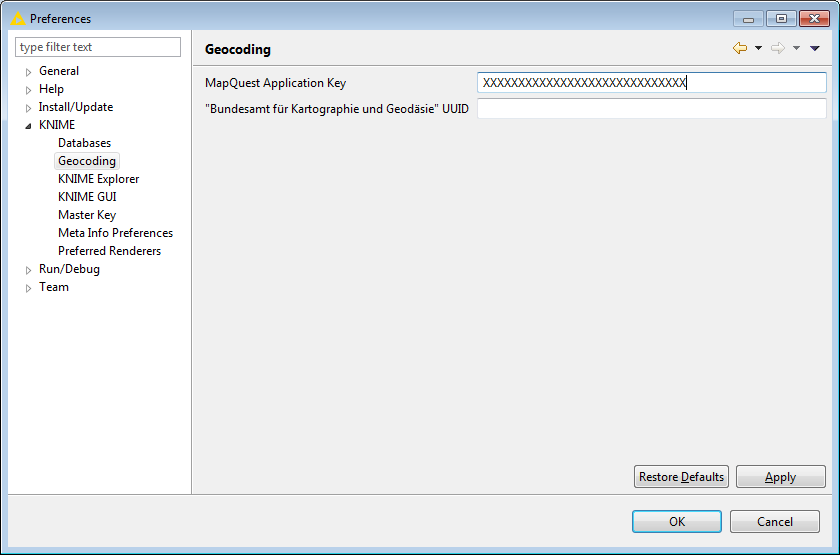 Preferences
type filter text
General
Help
Install/Update
KNIME
Databases
Geocoding
KNIME Explorer
KNIME GUI
Master Key
Meta Info Preferences
Preferred Renderers
Run/Debug
Team
Geocoding
MapQuest Application Key XXXXXXXXXXXXXXXXXXXXXXXXXXXXX
"Bundesamt für Kartographie und Geodäsie" UUID
Restore Defaults Apply
OK Cancel